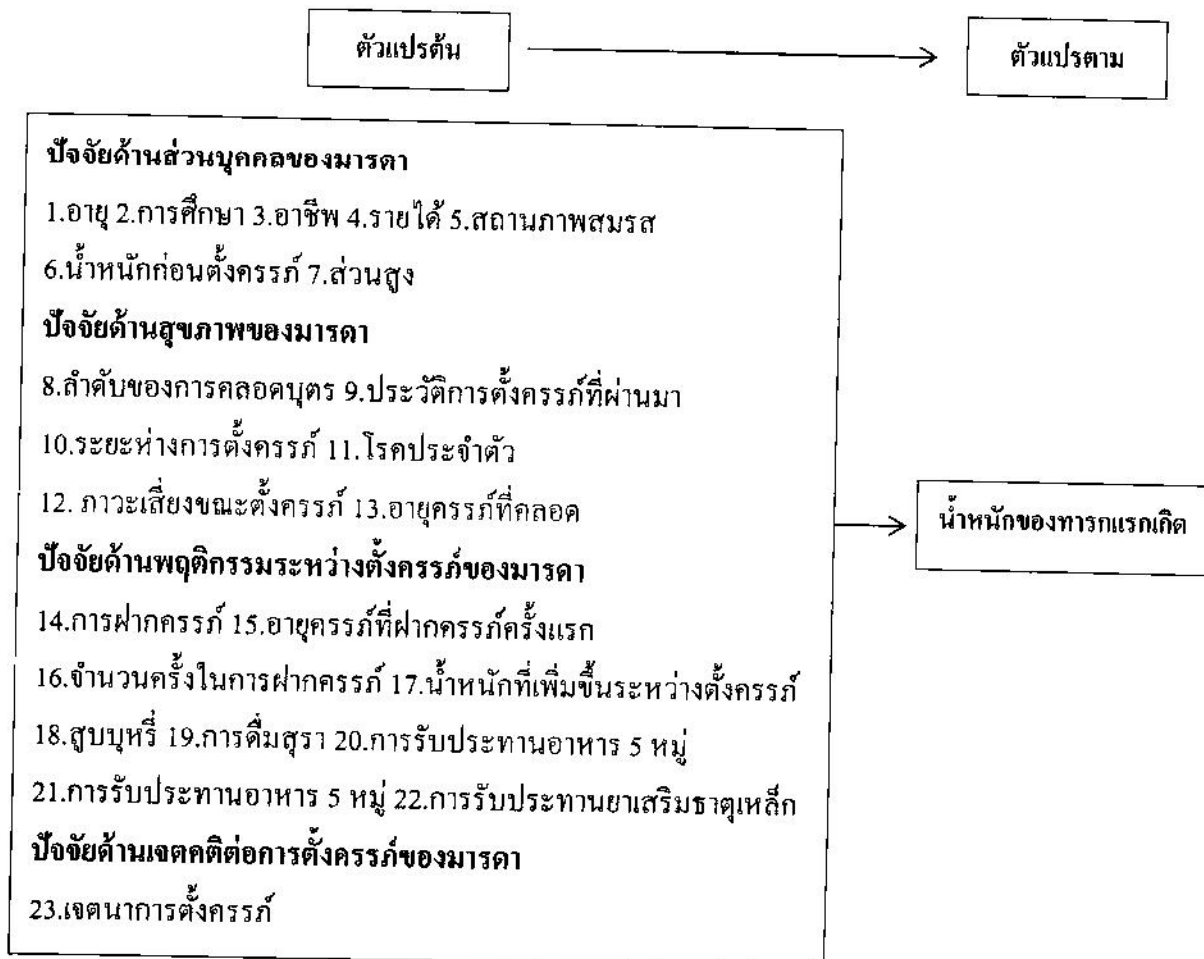 ตัวแปรต้น
ตัวแปรตาม
ปัจจัยด้านส่วนบุคคลของมารดา
1.อายุ 2.การศึกษา 3.อาชีพ 4.รายได้ 5.สถานภาพสมรส
6.น้ำหนักก่อนตั้งครรภ์ 7.ส่วนสูง
ปัจจัยด้านสุขภาพของมารดา
8.ลำดับของการคลอดบุตร 9.ประวัติการตั้งครรภ์ที่ผ่านมา
10.ระยะห่างการตั้งครรภ์ 11.โรคประจำตัว
12. ภาวะเสี่ยงขณะตั้งครรภ์ 13.อายุครรภ์ที่คลอด
ปัจจัยด้านพฤติกรรมระหว่างตั้งครรภ์ของมารดา
14.การฝากครรภ์ 15.อายุครรภ์ที่ฝากครรภ์ครั้งแรก
16.จำนวนครั้งในการฝากครรภ์ 17.น้ำหนักที่เพิ่มขึ้นระหว่างตั้งครรภ์
18.สูบบุหรี่ 19.การดื่มสุรา 20.การรับประทานอาหาร 5 หมู่
21.การรับประทานอาหาร 5 หมู่ 22.การรับประทานยาเสริมธาตุเหล็ก
ปัจจัยด้านเจตคติต่อการตั้งครรภ์ของมารดา
23.เจตนาการตั้งครรภ์
น้ำหนักของทารกแรกเกิด